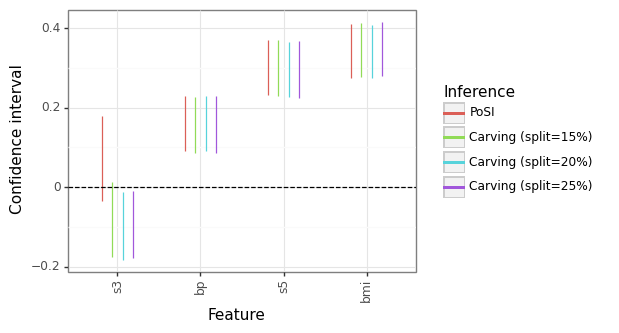 Confidence interval
0.4
0.2
0
−0.2
s3
bp
s5
bmi
Feature
Inference
PoSI
Carving (split=15%)
Carving (split=20%)
Carving (split=25%)